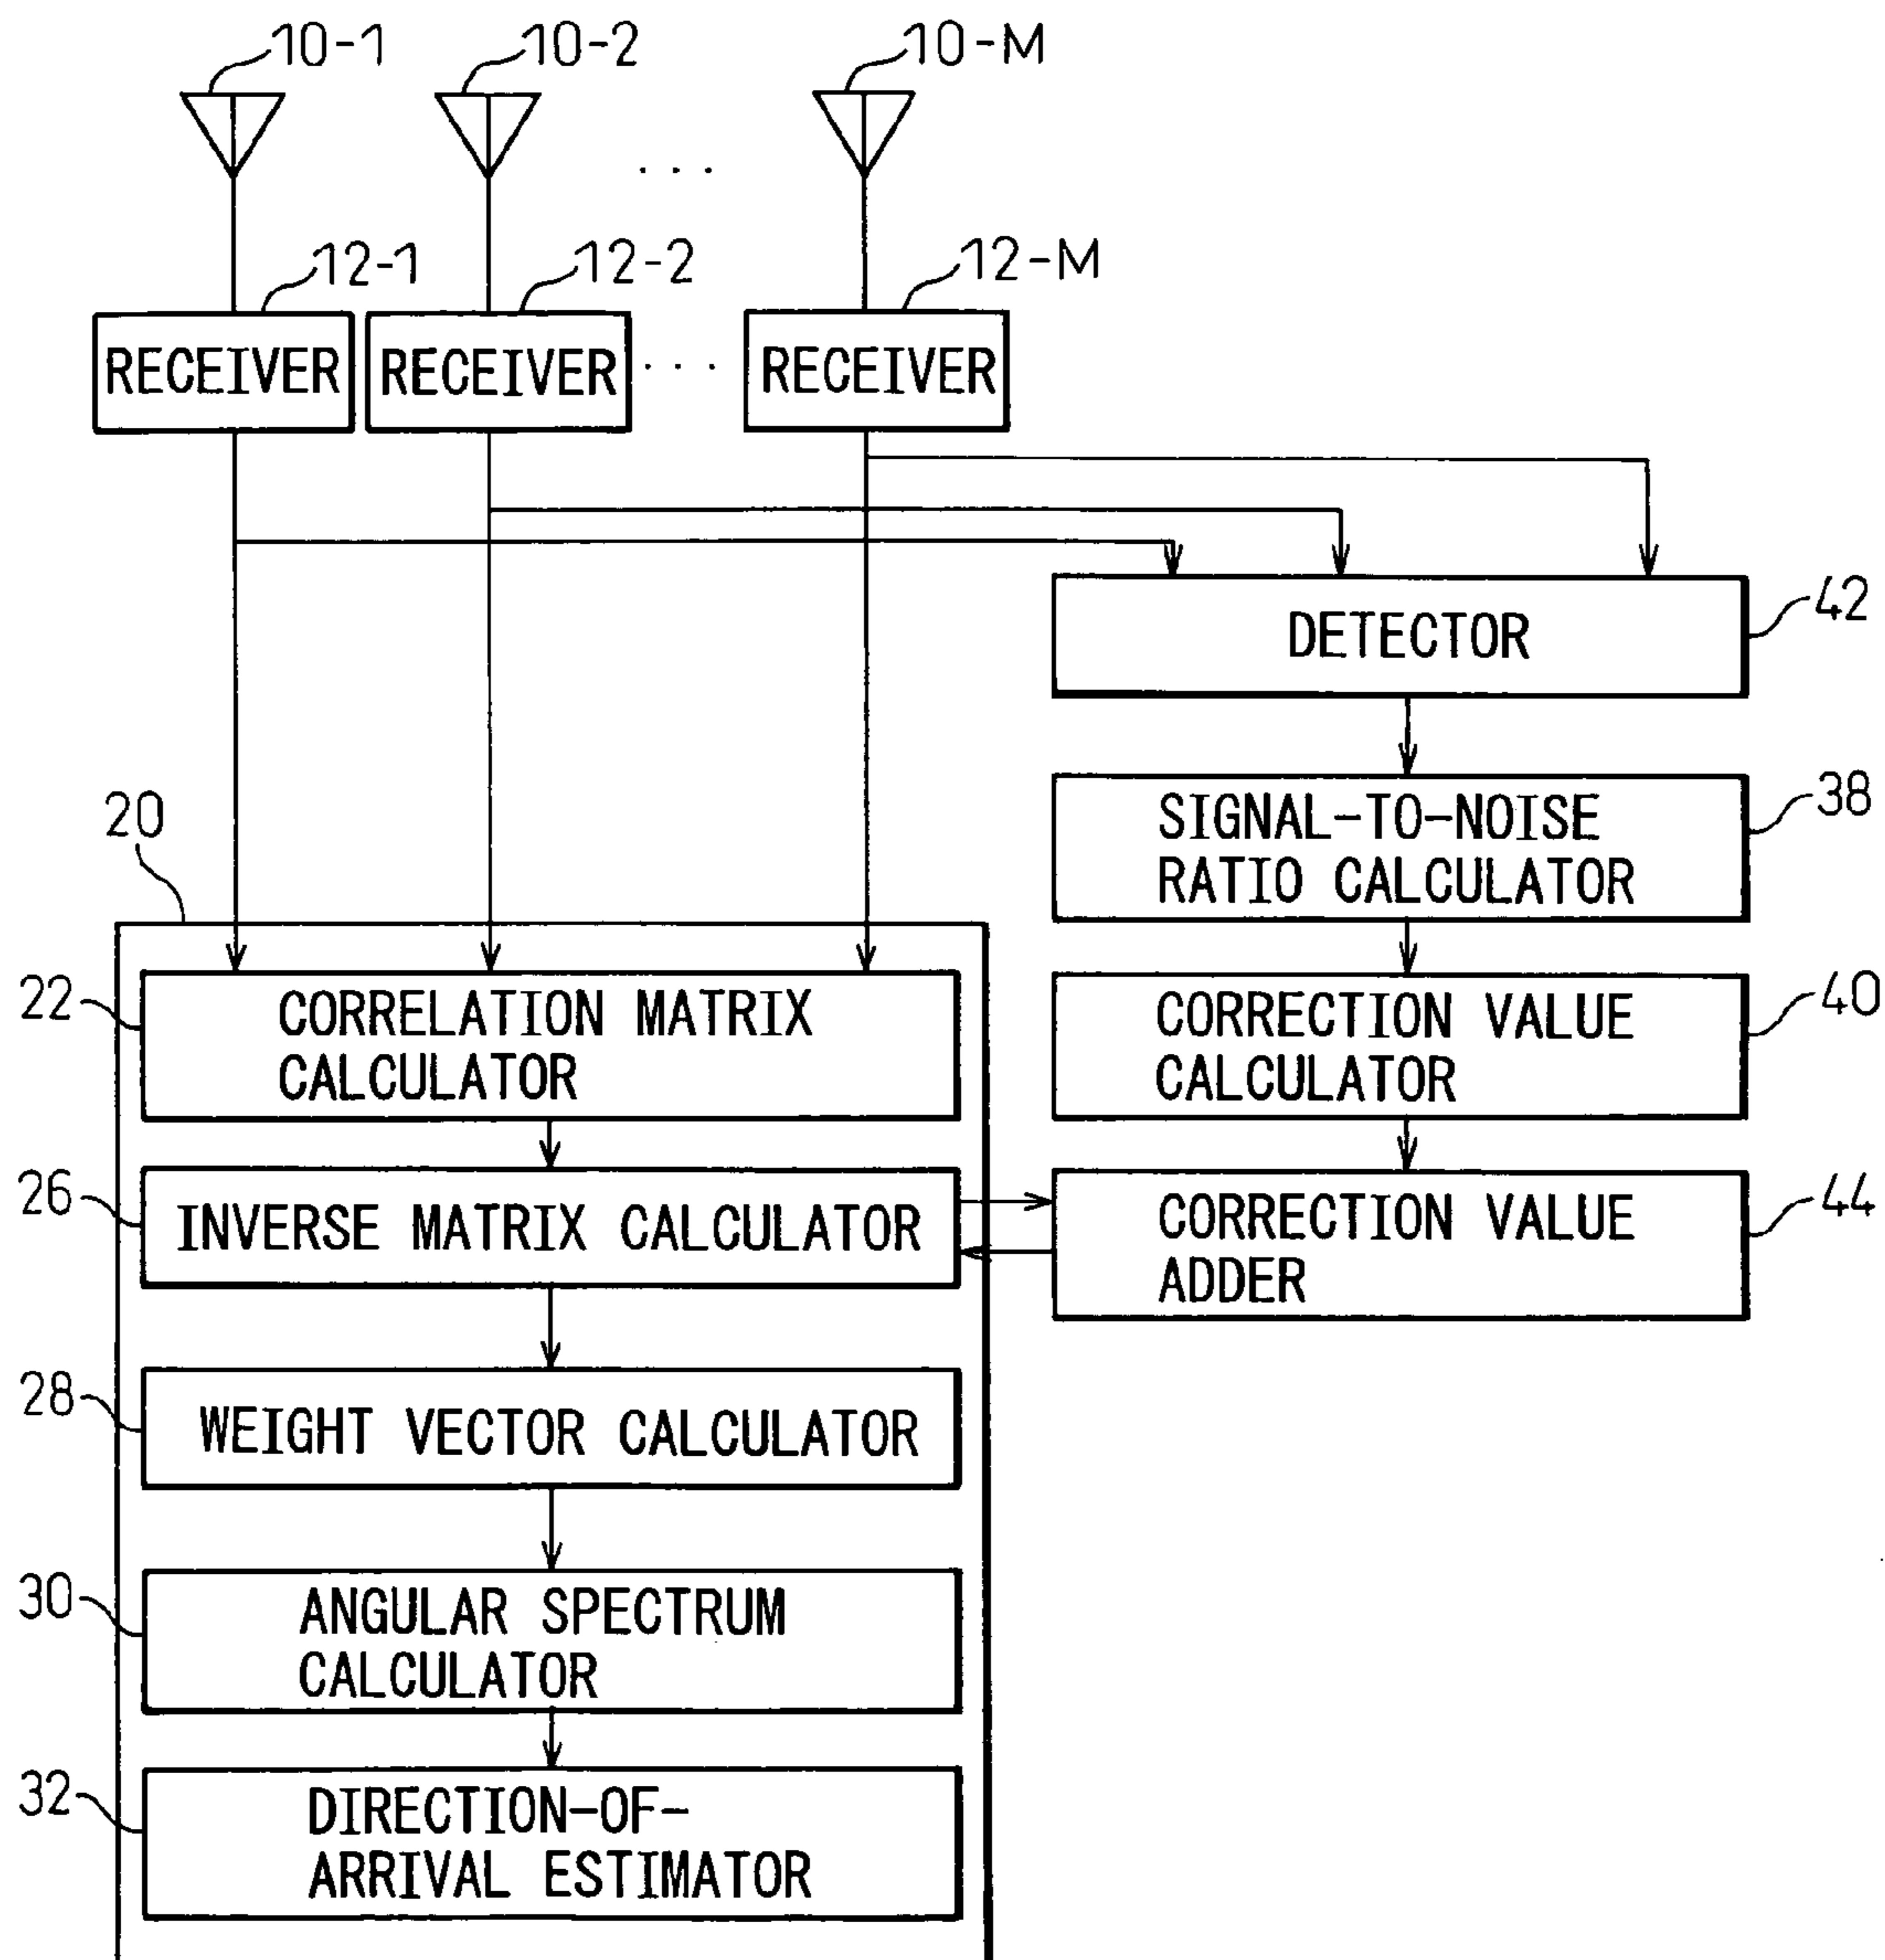 10-1
10-2
10-M
12-1
12-2
12-M
RECEIVER
RECEIVER
...
RECEIVER
...
DETECTOR
42
SIGNAL-TO-NOISE
RATIO CALCULATOR
38
20
22
CORRELATION MATRIX
CALCULATOR
CORRECTION VALUE
CALCULATOR
40
26
INVERSE MATRIX CALCULATOR
CORRECTION VALUE
ADDER
44
28
WEIGHT VECTOR CALCULATOR
30
ANGULAR SPECTRUM
CALCULATOR
32
DIRECTION-OF-
ARRIVAL ESTIMATOR